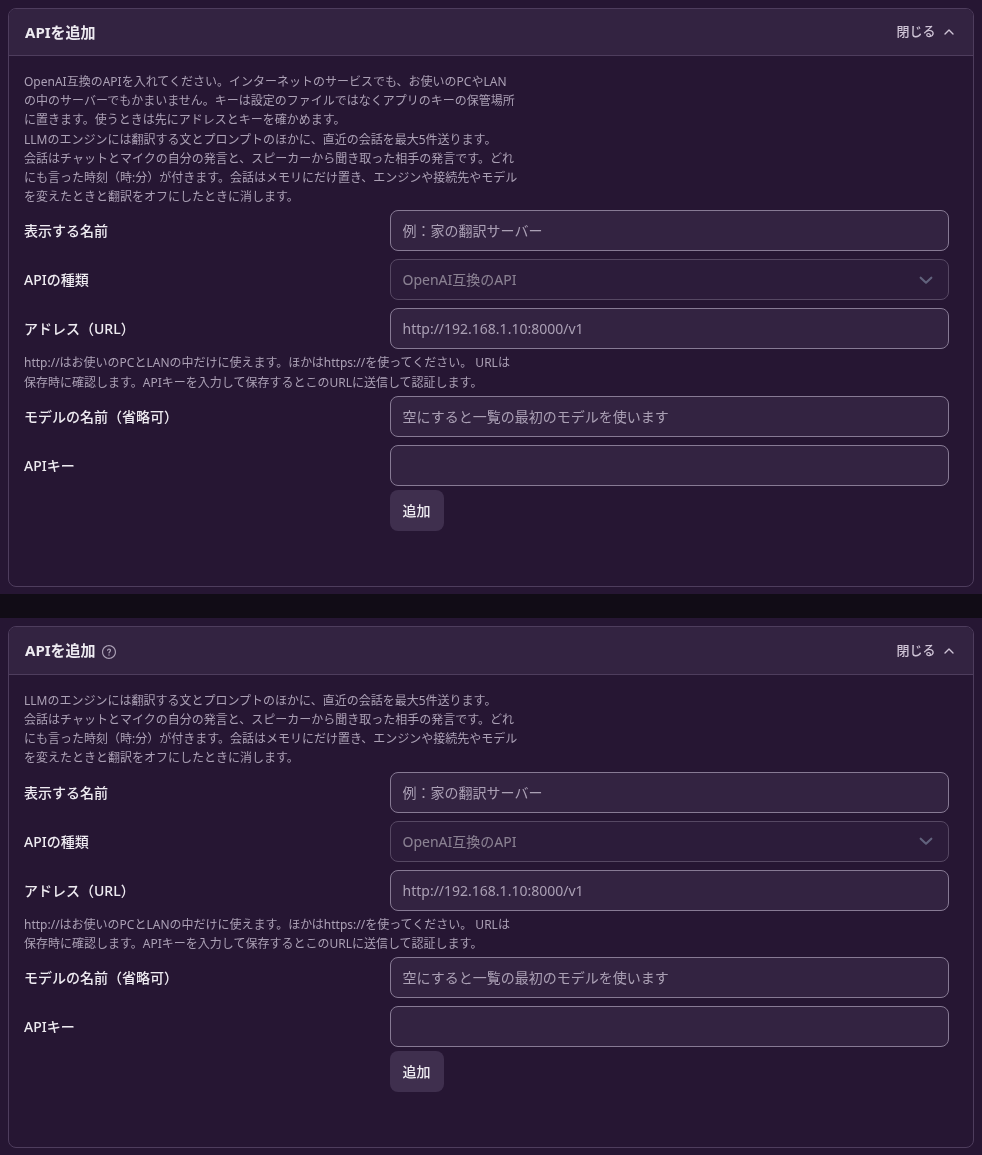 APIを追加
閉じる
OpenAI互換のAPIを入れてください。インターネットのサービスでも、お使いのPCやLAN
の中のサーバーでもかまいません。キーは設定のファイルではなくアプリのキーの保管場所
に置きます。使うときは先にアドレスとキーを確かめます。
LLMのエンジンには翻訳する文とプロンプトのほかに、直近の会話を最大5件送ります。
会話はチャットとマイクの自分の発言と、スピーカーから聞き取った相手の発言です。どれ
にも言った時刻（時:分）が付きます。会話はメモリにだけ置き、エンジンや接続先やモデル
を変えたときと翻訳をオフにしたときに消します。
表示する名前
例：家の翻訳サーバー
APIの種類
OpenAI互換のAPI
アドレス（URL）
http://192.168.1.10:8000/v1
http://はお使いのPCとLANの中だけに使えます。ほかはhttps://を使ってください。 URLは
保存時に確認します。APIキーを入力して保存するとこのURLに送信して認証します。
モデルの名前（省略可）
空にすると一覧の最初のモデルを使います
APIキー
追加
APIを追加 ?
閉じる
LLMのエンジンには翻訳する文とプロンプトのほかに、直近の会話を最大5件送ります。
会話はチャットとマイクの自分の発言と、スピーカーから聞き取った相手の発言です。どれ
にも言った時刻（時:分）が付きます。会話はメモリにだけ置き、エンジンや接続先やモデル
を変えたときと翻訳をオフにしたときに消します。
表示する名前
例：家の翻訳サーバー
APIの種類
OpenAI互換のAPI
アドレス（URL）
http://192.168.1.10:8000/v1
http://はお使いのPCとLANの中だけに使えます。ほかはhttps://を使ってください。 URLは
保存時に確認します。APIキーを入力して保存するとこのURLに送信して認証します。
モデルの名前（省略可）
空にすると一覧の最初のモデルを使います
APIキー
追加